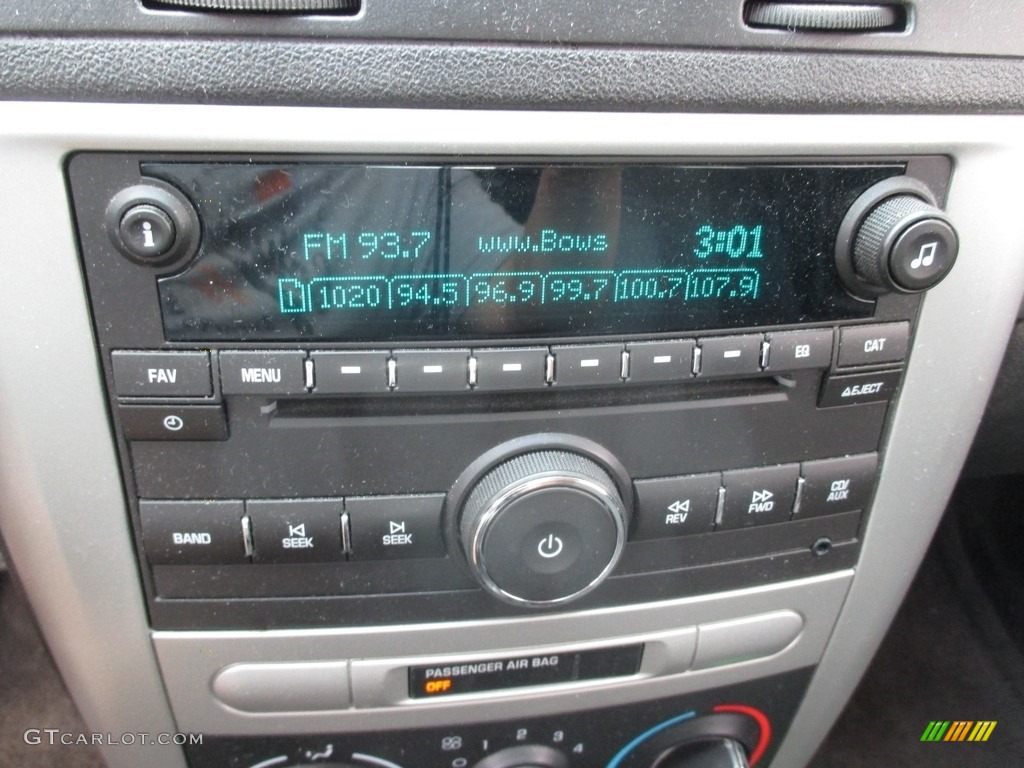 i
FM 93.7 www.Bows 3:01
1 1020 94.5 96.9 99.7 100.7 107.9
FAV MENU EQ CAT
EJECT
BAND SEEK SEEK REV FWD CD/
AUX
PASSENGER AIR BAG
OFF
0 1 2 3 4
GTCARLOT.COM